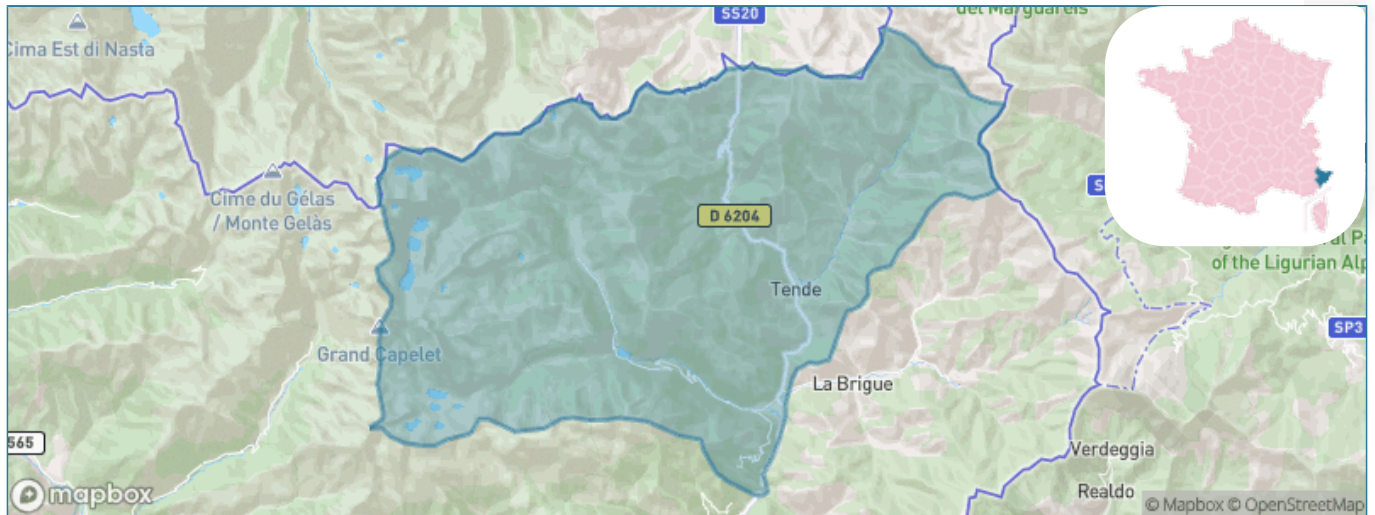 SS20
del Marguareis
Cima Est di Nasta
Cime du Gélas
/ Monte Gelàs
D 6204
of the Ligurian Alp
Tende
SP3
Grand Capelet
La Brigue
565
Verdeggia
Realdo
mapbox
© Mapbox © OpenStreetMap